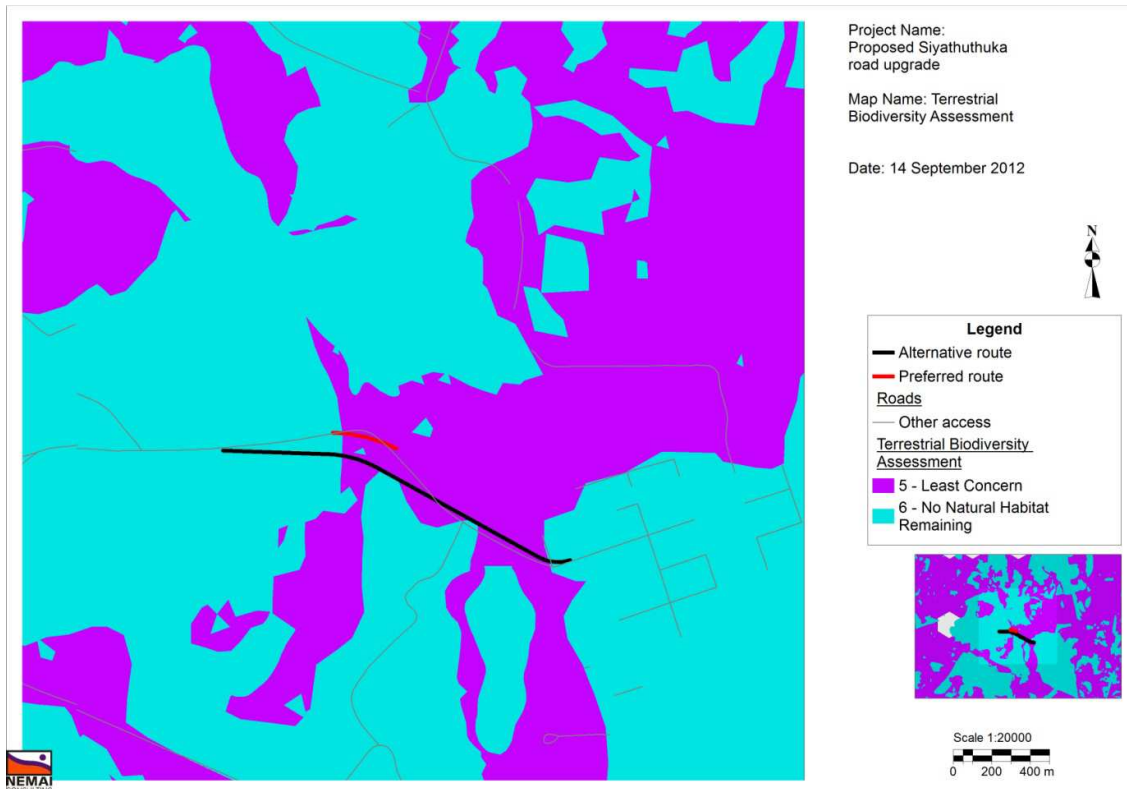 Project Name:
Proposed Siyathuthuka
road upgrade
Map Name: Terrestrial
Biodiversity Assessment
Date: 14 September 2012
N
Legend
Alternative route
Preferred route
Roads
Other access
Terrestrial Biodiversity
Assessment
5 - Least Concern
6 - No Natural Habitat
Remaining
Scale 1:20000
0 200 400 m
NEMAI